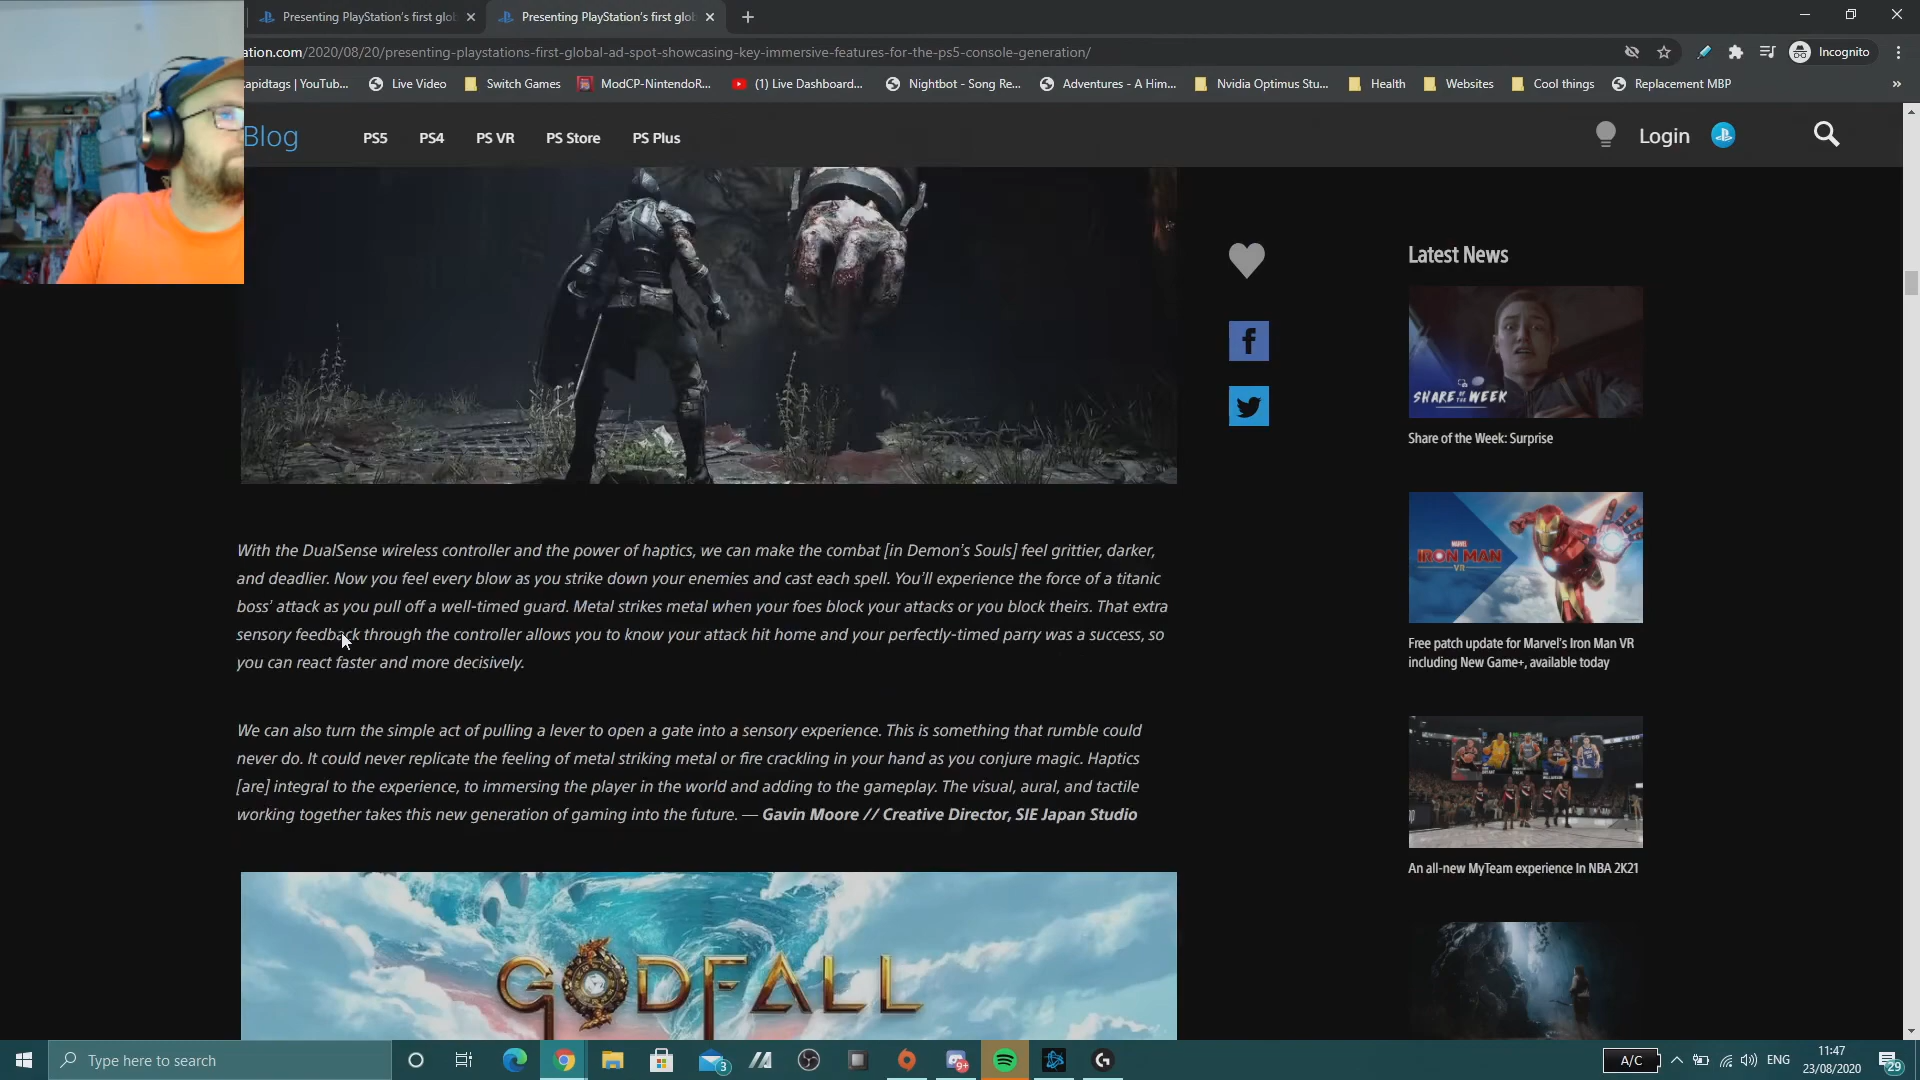 Presenting PlayStation's first glob
Presenting PlayStation's first glob
ation.com/2020/08/20/presenting-playstations-first-global-ad-spot-showcasing-key-immersive-features-for-the-ps5-console-generation/
Incognito
apidtags | YouTub...
Live Video
Switch Games
ModCP-NintendoR...
(1) Live Dashboard...
Nightbot - Song Re...
Adventures - A Him...
Nvidia Optimus Stu...
Health
Websites
Cool things
Replacement MBP
»
Blog
PS5
PS4
PS VR
PS Store
PS Plus
Login
With the DualSense wireless controller and the power of haptics, we can make the combat [in Demon's Souls] feel grittier, darker,
and deadlier. Now you feel every blow as you strike down your enemies and cast each spell. You'll experience the force of a titanic
boss' attack as you pull off a well-timed guard. Metal strikes metal when your foes block your attacks or you block theirs. That extra
sensory feedback through the controller allows you to know your attack hit home and your perfectly-timed parry was a success, so
you can react faster and more decisively.
We can also turn the simple act of pulling a lever to open a gate into a sensory experience. This is something that rumble could
never do. It could never replicate the feeling of metal striking metal or fire crackling in your hand as you conjure magic. Haptics
[are] integral to the experience, to immersing the player in the world and adding to the gameplay. The visual, aural, and tactile
working together takes this new generation of gaming into the future. — Gavin Moore // Creative Director, SIE Japan Studio
GODFALL
Latest News
SHARE OF THE WEEK
Share of the Week: Surprise
MARVEL
IRON MAN
VR
Free patch update for Marvel's Iron Man VR
including New Game+, available today
An all-new MyTeam experience In NBA 2K21
Type here to search
3
9+
A/C
ENG
11:47
23/08/2020
29